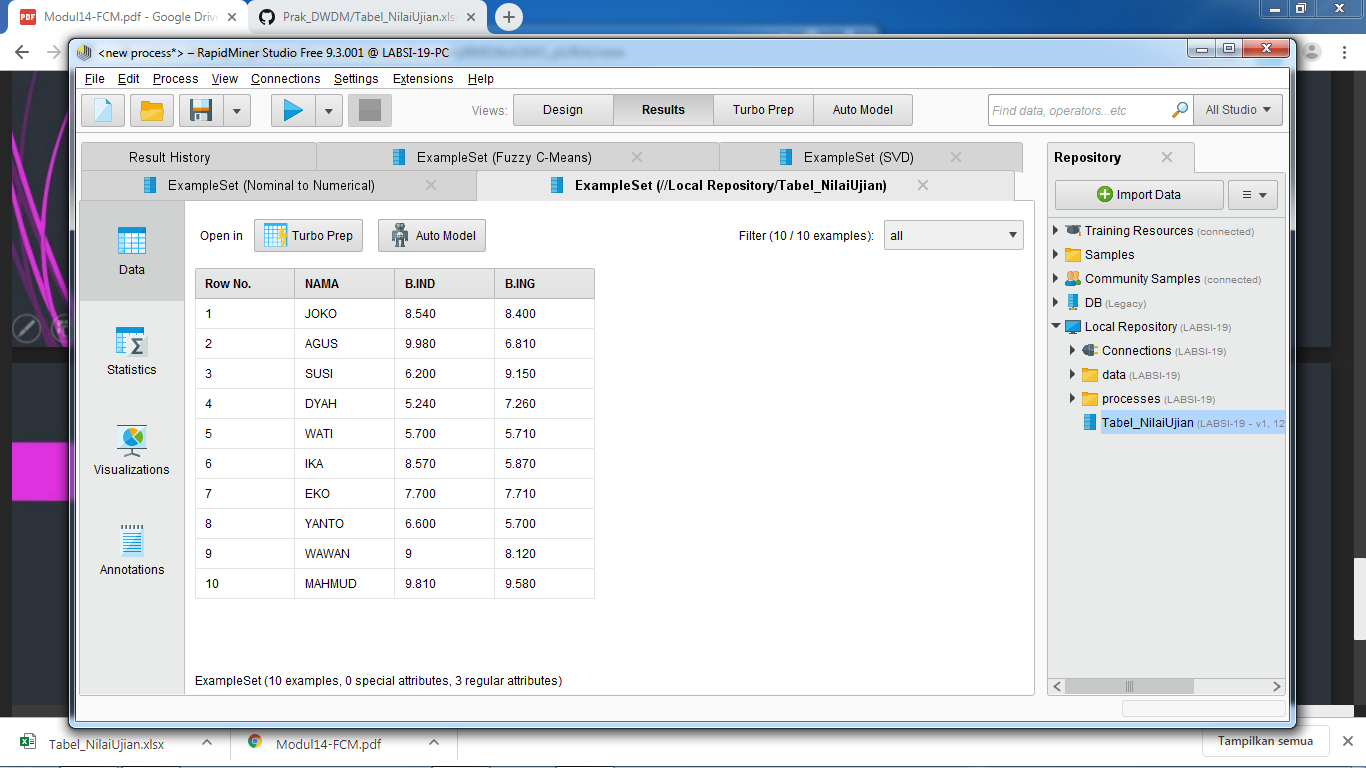 Modul14-FCM.pdf - Google Drive
Prak_DWDM/Tabel_NilaiUjian.xlsx
<new process*> – RapidMiner Studio Free 9.3.001 @ LABSI-19-PC
File Edit Process View Connections Settings Extensions Help
Views: Design Results Turbo Prep Auto Model
Find data, operators...etc
All Studio
Result History
ExampleSet (Fuzzy C-Means)
ExampleSet (SVD)
ExampleSet (Nominal to Numerical)
ExampleSet (//Local Repository/Tabel_NilaiUjian)
Data
Statistics
Visualizations
Annotations
Open in Turbo Prep Auto Model
Filter (10 / 10 examples): all
Row No. NAMA B.IND B.ING
1 JOKO 8.540 8.400
2 AGUS 9.980 6.810
3 SUSI 6.200 9.150
4 DYAH 5.240 7.260
5 WATI 5.700 5.710
6 IKA 8.570 5.870
7 EKO 7.700 7.710
8 YANTO 6.600 5.700
9 WAWAN 9 8.120
10 MAHMUD 9.810 9.580
ExampleSet (10 examples, 0 special attributes, 3 regular attributes)
Repository
Import Data
Training Resources (connected)
Samples
Community Samples (connected)
DB (Legacy)
Local Repository (LABSI-19)
Connections (LABSI-19)
data (LABSI-19)
processes (LABSI-19)
Tabel_NilaiUjian (LABSI-19 - v1, 12
Tabel_NilaiUjian.xlsx
Modul14-FCM.pdf
Tampilkan semua